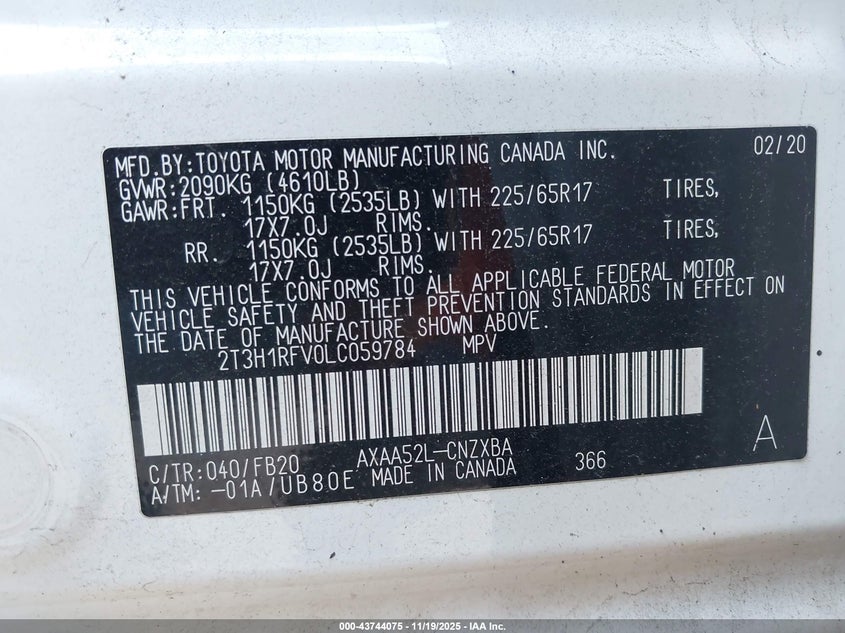 MFD.BY:TOYOTA MOTOR MANUFACTURING CANADA INC. 02/20
GVWR:2090KG (4610LB)
GAWR:FRT. 1150KG (2535LB) WITH 225/65R17 TIRES,
17X7.0J RIMS.
RR. 1150KG (2535LB) WITH 225/65R17 TIRES,
17X7.0J RIMS.
THIS VEHICLE CONFORMS TO ALL APPLICABLE FEDERAL MOTOR
VEHICLE SAFETY AND THEFT PREVENTION STANDARDS IN EFFECT ON
THE DATE OF MANUFACTURE SHOWN ABOVE.
2T3H1RFV0LC059784 MPV
A
C/TR:040/FB20 AXAA52L-CNZXBA 366
A/TM: -01A/UB80E MADE IN CANADA
000-43744075 - 11/19/2025 - IAA Inc.